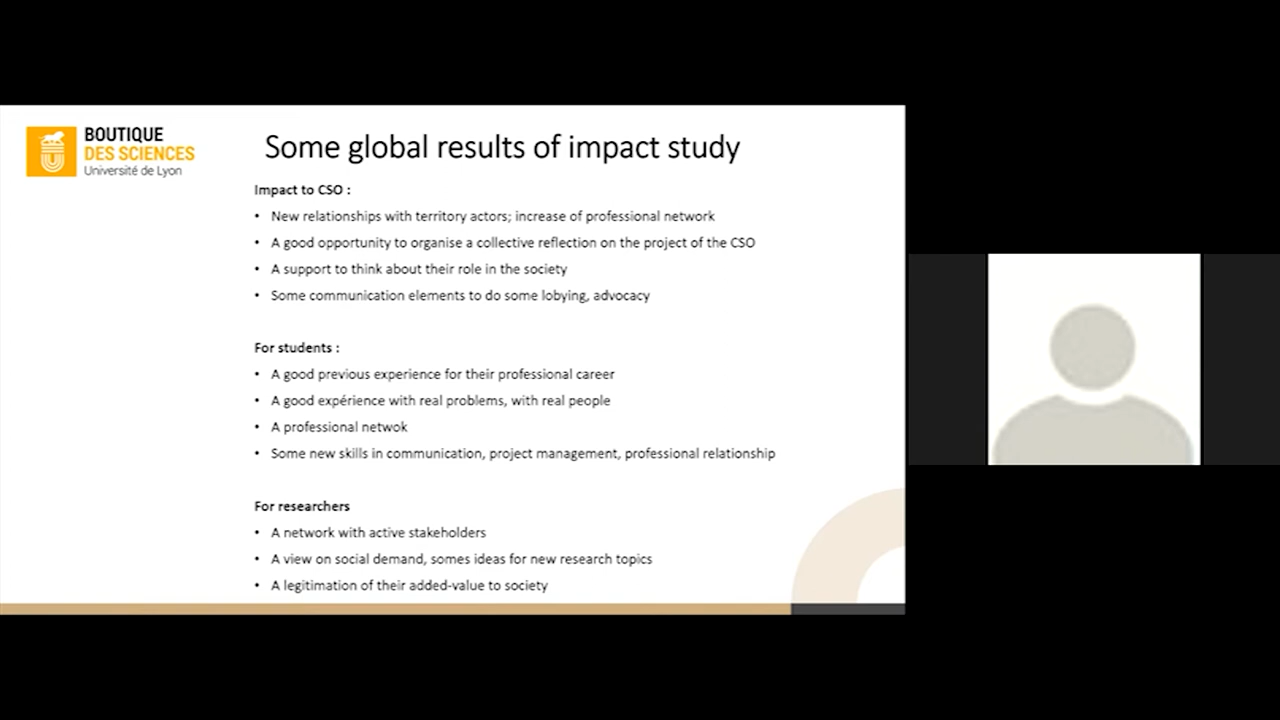 BOUTIQUE
DES SCIENCES
Université de Lyon
Some global results of impact study
Impact to CSO :
• New relationships with territory actors; increase of professional network
• A good opportunity to organise a collective reflection on the project of the CSO
• A support to think about their role in the society
• Some communication elements to do some lobying, advocacy
For students :
• A good previous experience for their professional career
• A good expérience with real problems, with real people
• A professional netwok
• Some new skills in communication, project management, professional relationship
For researchers
• A network with active stakeholders
• A view on social demand, somes ideas for new research topics
• A legitimation of their added-value to society